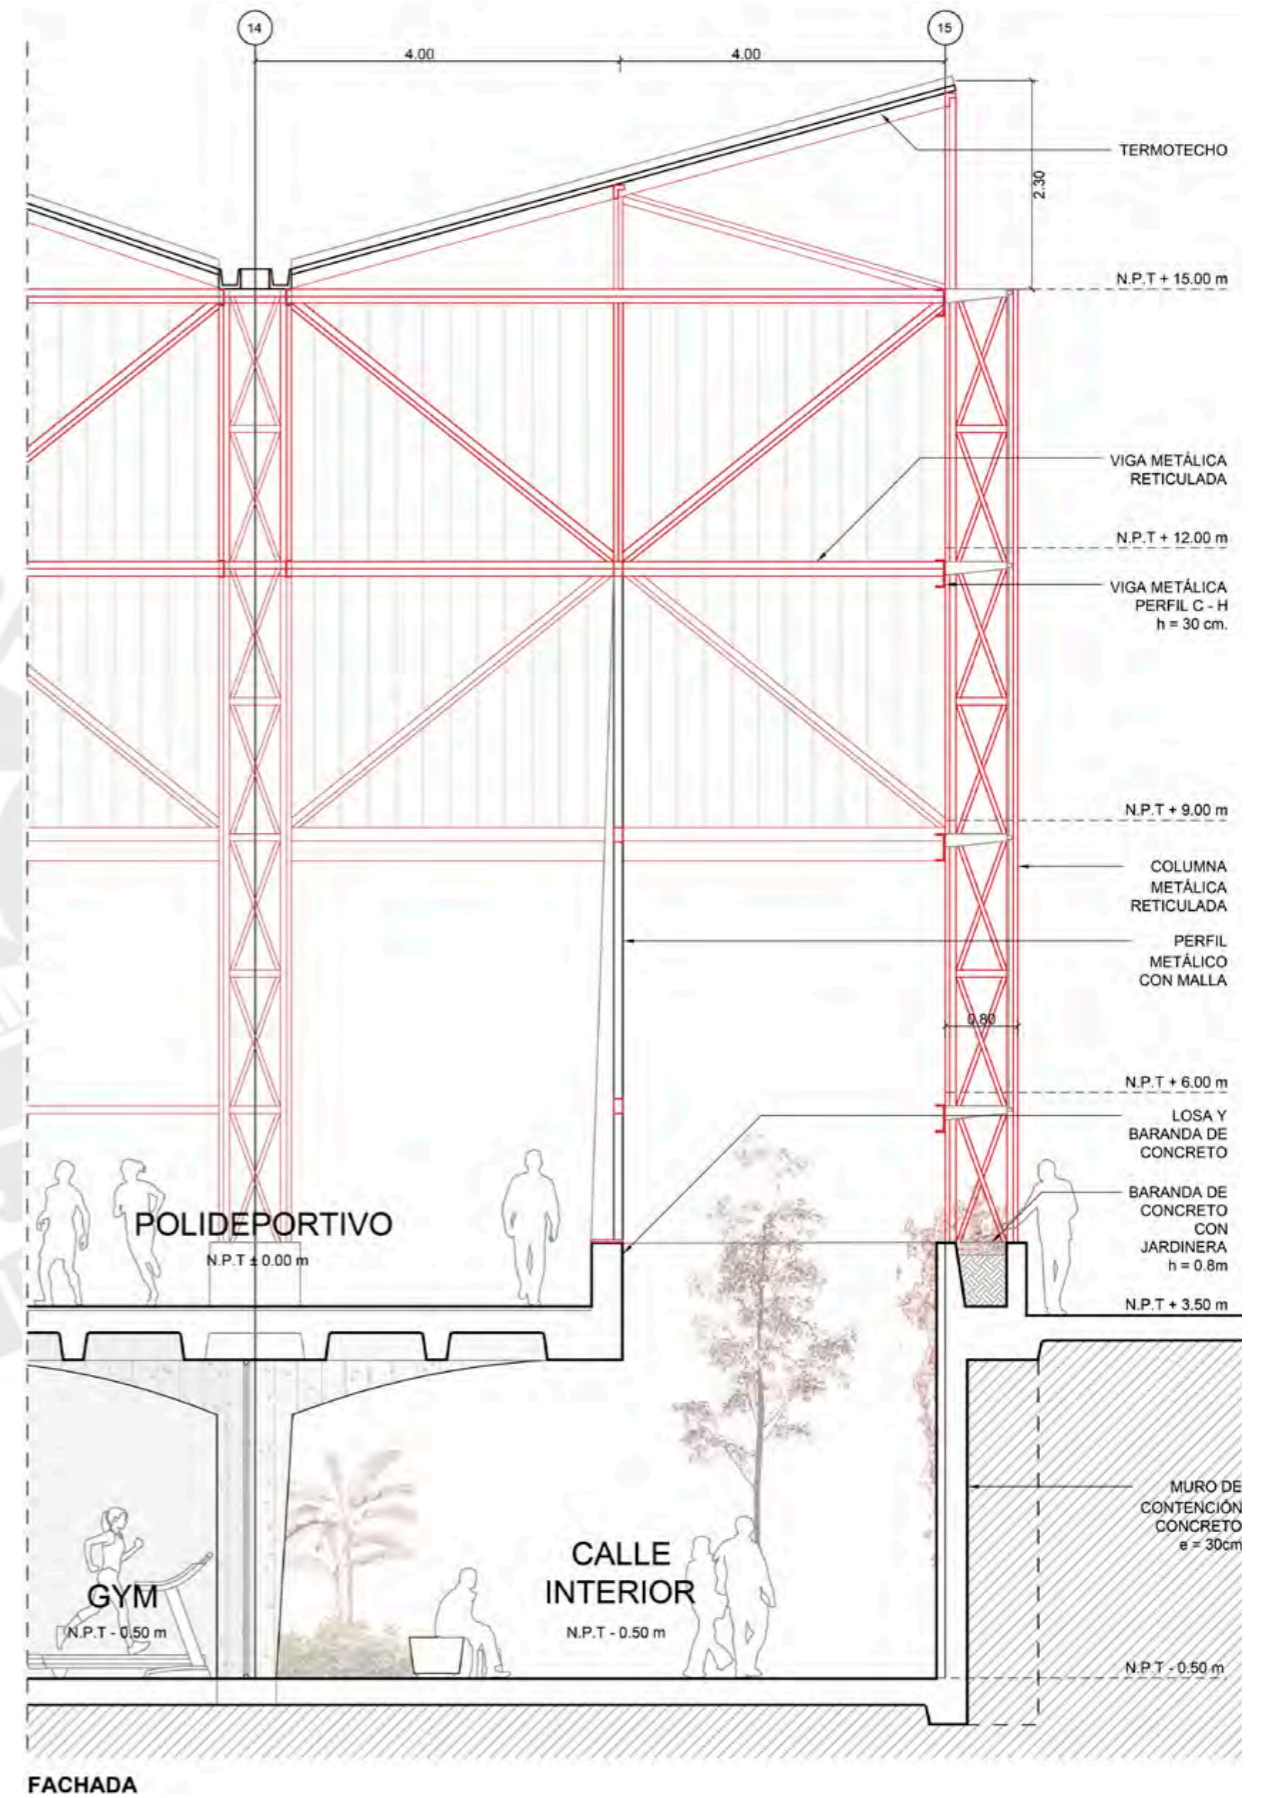 14
15
4.00
4.00
TERMOTECHO
2.30
N.P.T + 15.00 m
VIGA METÁLICA
RETICULADA
N.P.T + 12.00 m
VIGA METÁLICA
PERFIL C - H
h = 30 cm.
N.P.T + 9.00 m
COLUMNA
METÁLICA
RETICULADA
PERFIL
METÁLICO
CON MALLA
0.80
N.P.T + 6.00 m
LOSA Y
BARANDA DE
CONCRETO
BARANDA DE
CONCRETO
CON
JARDINERA
h = 0.8m
POLIDEPORTIVO
N.P.T ± 0.00 m
N.P.T + 3.50 m
MURO DE
CONTENCIÓN
CONCRETO
e = 30cm
CALLE
INTERIOR
N.P.T - 0.50 m
GYM
N.P.T - 0.50 m
N.P.T - 0.50 m
FACHADA